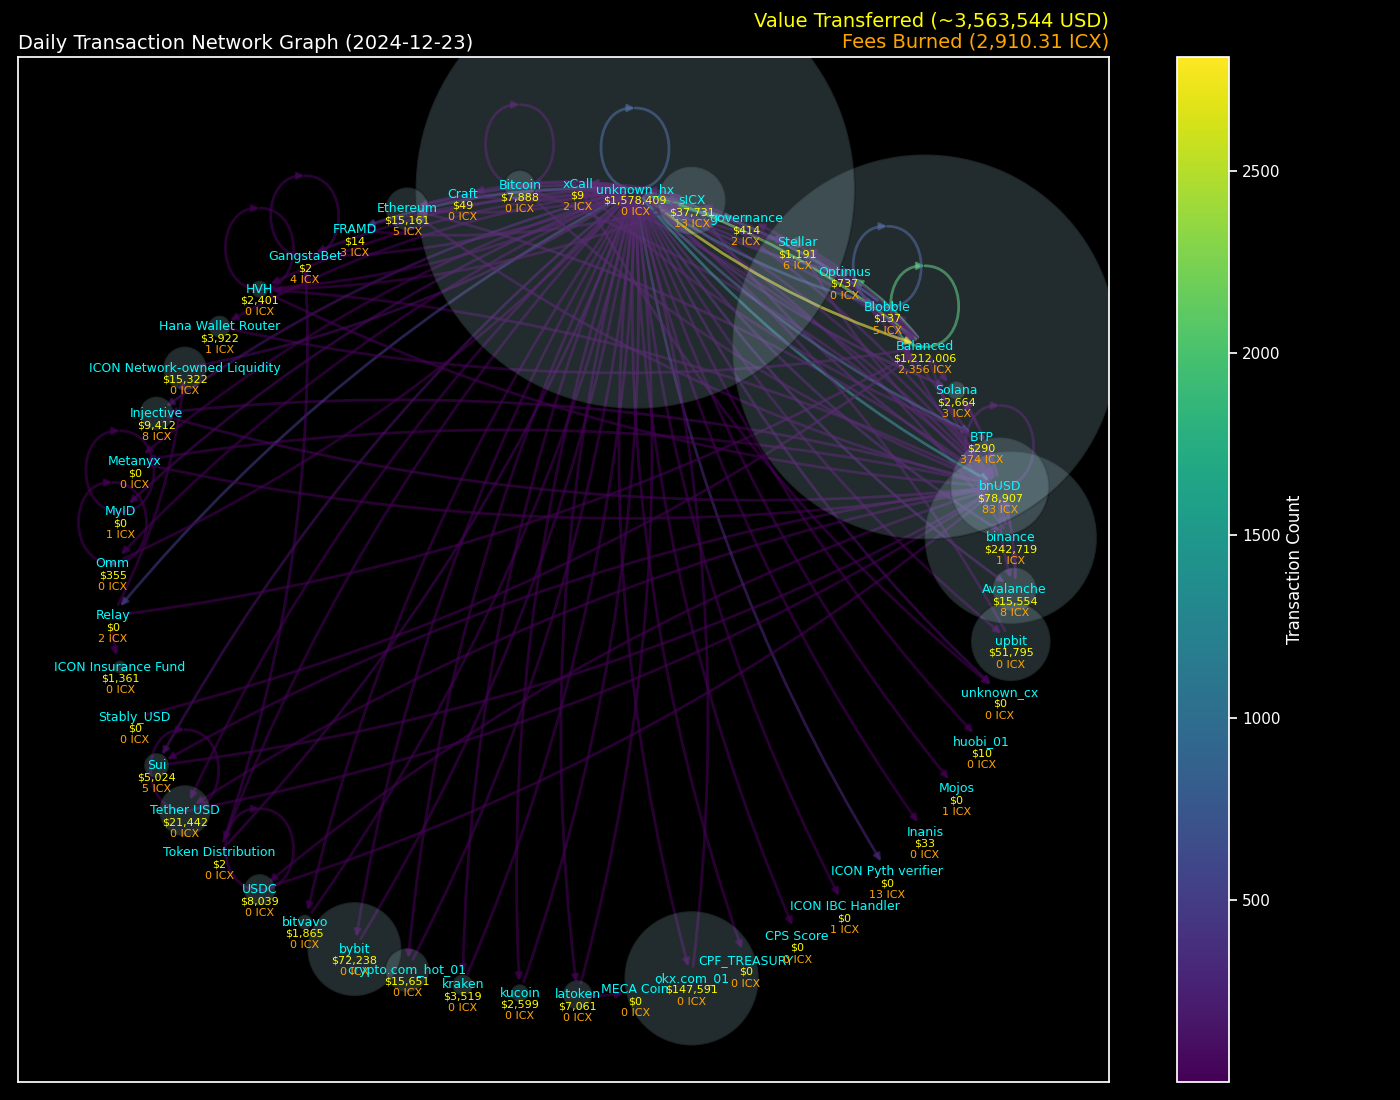 Value Transferred (~3,563,544 USD)
Daily Transaction Network Graph (2024-12-23)
Fees Burned (2,910.31 ICX)
xCall
$9
2 ICX
Bitcoin
$7,888
0 ICX
unknown_hx
$1,578,409
0 ICX
Craft
$49
0 ICX
sICX
$37,731
13 ICX
Ethereum
$15,161
5 ICX
governance
$414
2 ICX
FRAMD
$14
3 ICX
Stellar
$1,191
6 ICX
GangstaBet
$2
4 ICX
Optimus
$737
0 ICX
HVH
$2,401
0 ICX
Blobble
$137
5 ICX
Hana Wallet Router
$3,922
1 ICX
Balanced
$1,212,006
2,356 ICX
ICON Network-owned Liquidity
$15,322
0 ICX
Solana
$2,664
3 ICX
Injective
$9,412
8 ICX
BTP
$290
374 ICX
Metanyx
$0
0 ICX
bnUSD
$78,907
83 ICX
MyID
$0
1 ICX
binance
$242,719
1 ICX
Omm
$355
0 ICX
Avalanche
$15,554
8 ICX
Relay
$0
2 ICX
upbit
$51,795
0 ICX
ICON Insurance Fund
$1,361
0 ICX
unknown_cx
$0
0 ICX
Stably_USD
$0
0 ICX
huobi_01
$10
0 ICX
Sui
$5,024
5 ICX
Mojos
$0
1 ICX
Tether USD
$21,442
0 ICX
Inanis
$33
0 ICX
Token Distribution
$2
0 ICX
ICON Pyth verifier
$0
13 ICX
USDC
$8,039
0 ICX
ICON IBC Handler
$0
1 ICX
bitvavo
$1,865
0 ICX
CPS Score
$0
0 ICX
bybit
$72,238
0 ICX
CPF_TREASURY
$0
0 ICX
crypto.com_hot_01
$15,651
0 ICX
okx.com_01
$147,591
0 ICX
kraken
$3,519
0 ICX
MECA Coin
$0
0 ICX
kucoin
$2,599
0 ICX
latoken
$7,061
0 ICX
2500
2000
1500
1000
500
Transaction Count